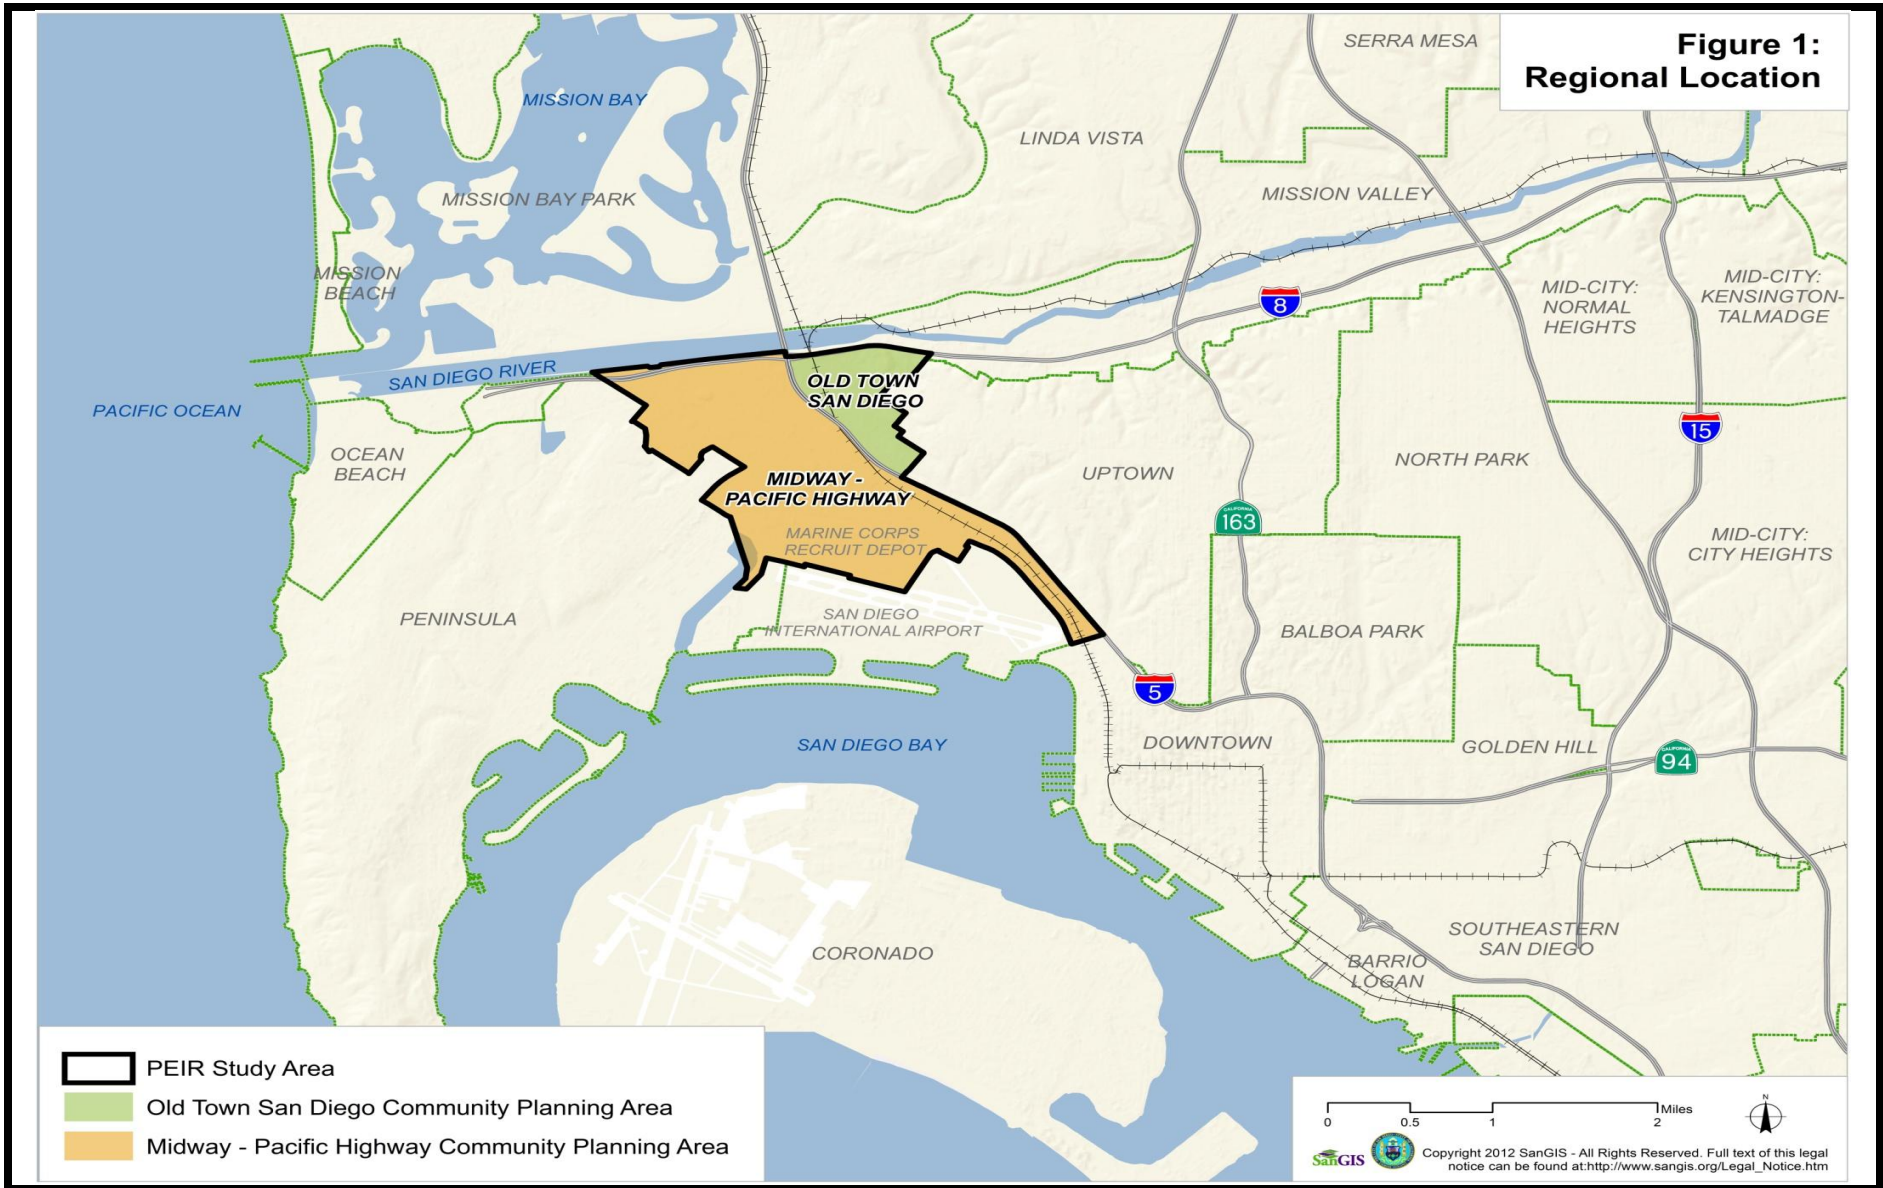 Figure 1:
Regional Location
SERRA MESA
MISSION BAY
LINDA VISTA
MISSION BAY PARK
MISSION VALLEY
MISSION
BEACH
MID-CITY:
NORMAL
HEIGHTS
MID-CITY:
KENSINGTON-
TALMADGE
8
SAN DIEGO RIVER
OLD TOWN
SAN DIEGO
PACIFIC OCEAN
15
OCEAN
BEACH
UPTOWN
NORTH PARK
MIDWAY -
PACIFIC HIGHWAY
CALIFORNIA
163
MARINE CORPS
RECRUIT DEPOT
MID-CITY:
CITY HEIGHTS
PENINSULA
SAN DIEGO
INTERNATIONAL AIRPORT
BALBOA PARK
5
SAN DIEGO BAY
DOWNTOWN
GOLDEN HILL
CALIFORNIA
94
CORONADO
SOUTHEASTERN
SAN DIEGO
BARRIO
LOGAN
PEIR Study Area
Old Town San Diego Community Planning Area
Midway - Pacific Highway Community Planning Area
Miles
0 0.5 1 2
N
SanGIS
Copyright 2012 SanGIS - All Rights Reserved. Full text of this legal
notice can be found at:http://www.sangis.org/Legal_Notice.htm